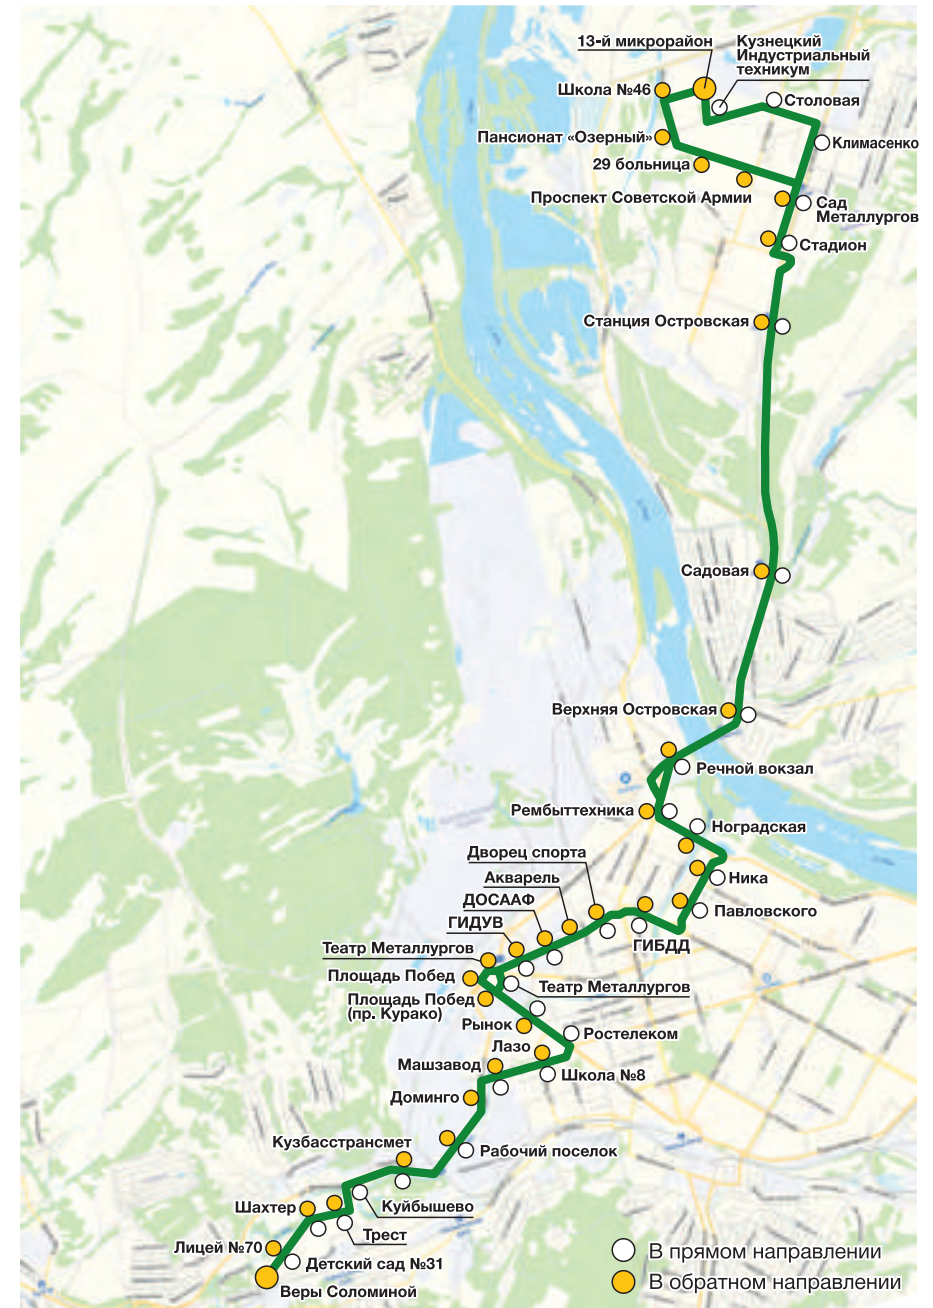 13-й микрорайон
Кузнецкий
Индустриальный
техникум
Школа №46
Столовая
Пансионат «Озерный»
Климасенко
29 больница
Проспект Советской Армии
Сад
Металлургов
Стадион
Станция Островская
Садовая
Верхняя Островская
Речной вокзал
Рембыттехника
Ноградская
Дворец спорта
Ника
Акварель
ДОСААФ
Павловского
ГИДУВ
ГИБДД
Театр Металлургов
Площадь Побед
Театр Металлургов
Площадь Побед
(пр. Курако)
Рынок
Ростелеком
Лазо
Машзавод
Школа №8
Доминго
Кузбасстрансмет
Рабочий поселок
Шахтер
Куйбышево
Трест
Лицей №70
Детский сад №31
Веры Соломиной
В прямом направлении
В обратном направлении